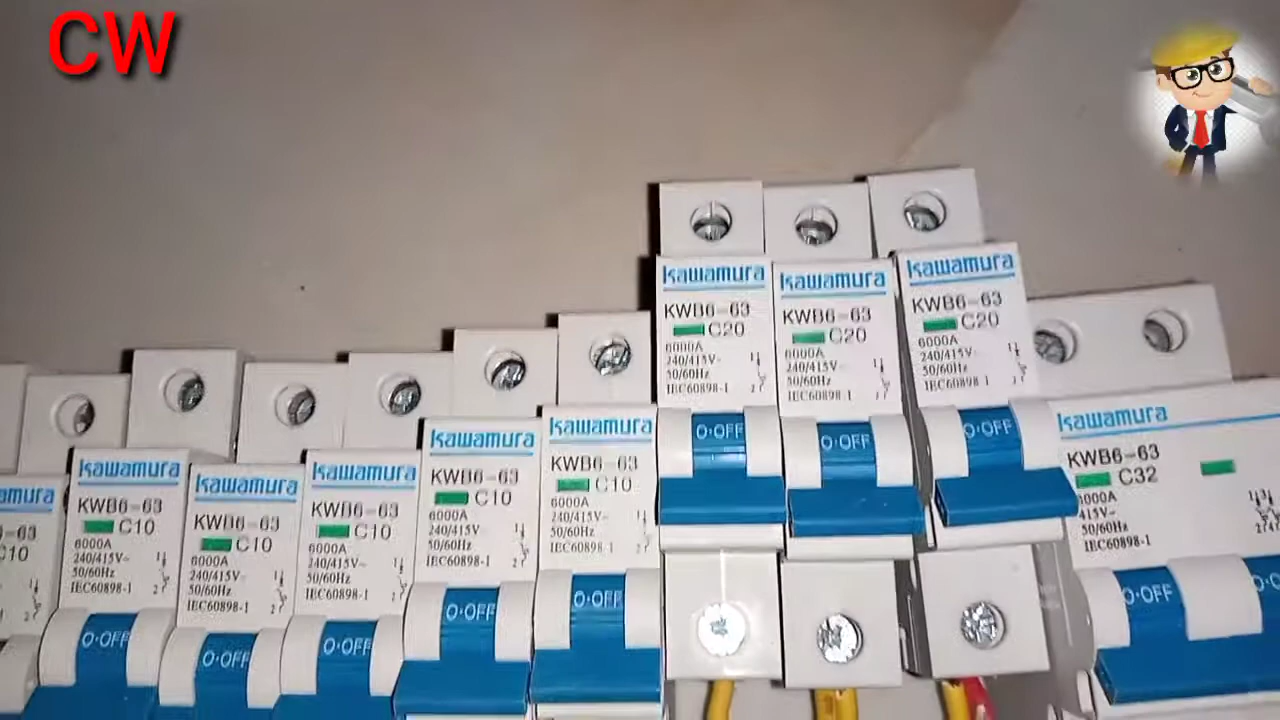 CW
kawamura
KWB6-63
C20
6000A
240/415V~
50/60Hz
IEC60898-1
O·OFF
kawamura
KWB6-63
C20
6000A
240/415V~
50/60Hz
IEC60898-1
O·OFF
kawamura
KWB6-63
C20
6000A
240/415V~
50/60Hz
IEC60898-1
O·OFF
kawamura
KWB6-63
C32
6000A
415V~
50/60Hz
IEC60898-1
O·OFF
amura
6-63
C10
kawamura
KWB6-63
C10
6000A
240/415V~
50/60Hz
IEC60898-1
O·OFF
kawamura
KWB6-63
C10
6000A
240/415V~
50/60Hz
IEC60898-1
O·OFF
kawamura
KWB6-63
C10
6000A
240/415V~
50/60Hz
IEC60898-1
O·OFF
kawamura
KWB6-63
C10
6000A
240/415V~
50/60Hz
IEC60898-1
O·OFF
kawamura
KWB6-63
C10
6000A
240/415V~
50/60Hz
IEC60898-1
O·OFF